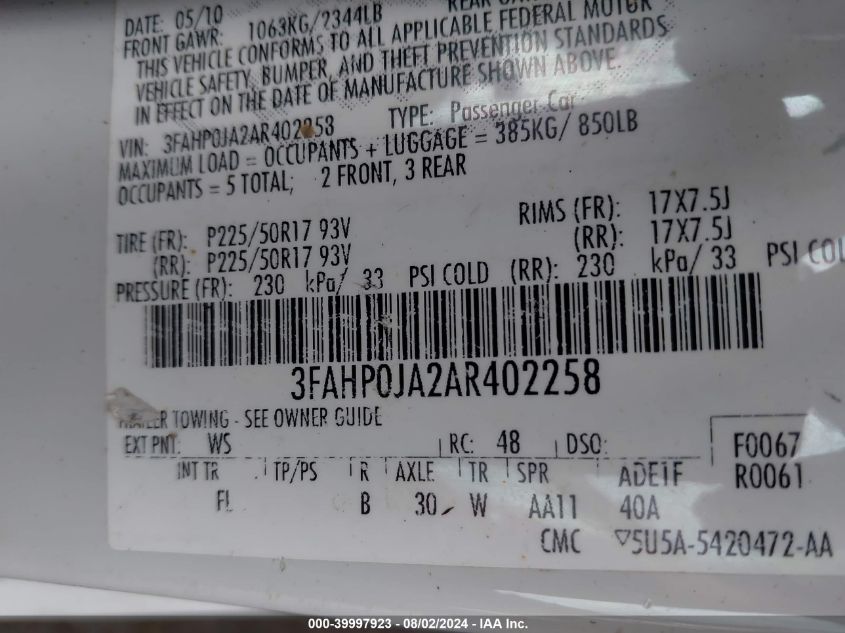 DATE: 05/10
FRONT GAWR: 1063KG/2344LB REAR
THIS VEHICLE CONFORMS TO ALL APPLICABLE FEDERAL MOTOR
VEHICLE SAFETY, BUMPER, AND THEFT PREVENTION STANDARDS
IN EFFECT ON THE DATE OF MANUFACTURE SHOWN ABOVE.
VIN: 3FAHP0JA2AR402258 TYPE: Passenger Car
MAXIMUM LOAD = OCCUPANTS + LUGGAGE = 385KG/ 850LB
OCCUPANTS = 5 TOTAL; 2 FRONT, 3 REAR
TIRE (FR): P225/50R17 93V RIMS (FR): 17X7.5J
(RR): P225/50R17 93V (RR): 17X7.5J
PRESSURE (FR): 230 kPa/ 33 PSI COLD (RR): 230 kPa/ 33 PSI COL
3FAHP0JA2AR402258
TRAILER TOWING - SEE OWNER GUIDE
EXT PNT: WS RC: 48 DSO: F0067
INT TR TP/PS R AXLE TR SPR ADE1F R0061
FL B 30 W AA11 40A
CMC ▽5U5A-5420472-AA
000-39997923 - 08/02/2024 - IAA Inc.